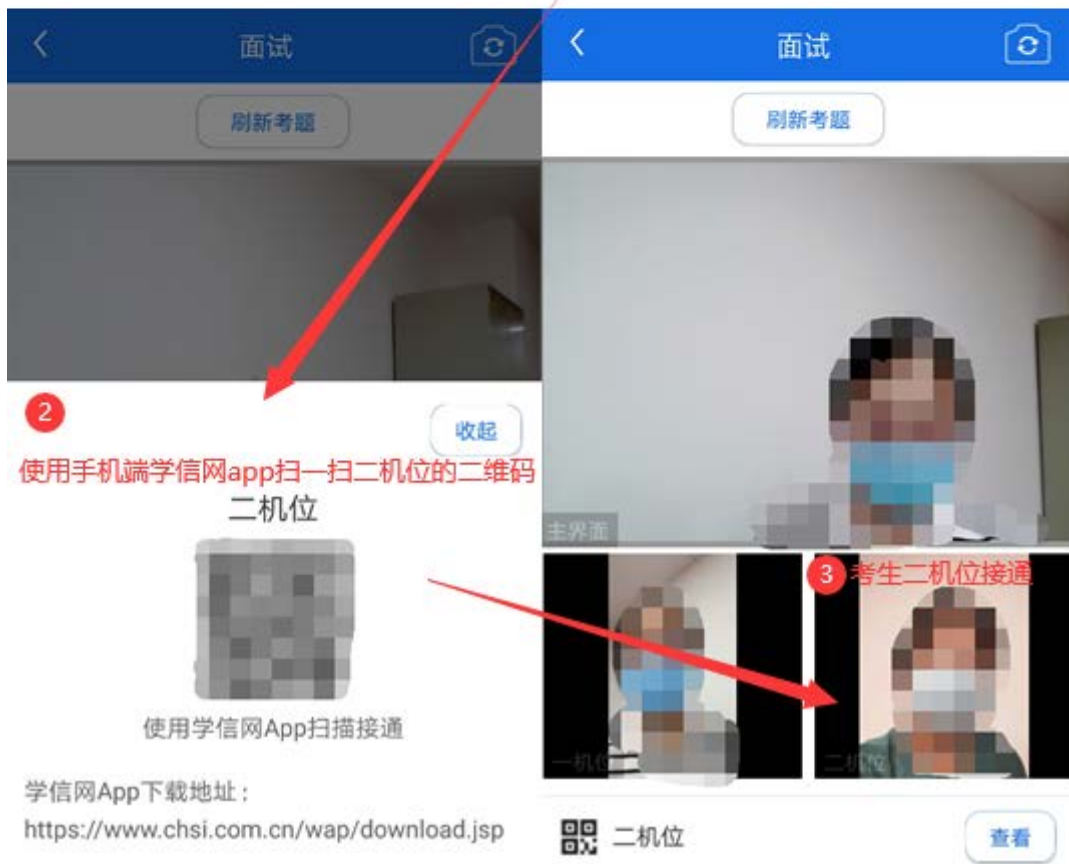 面试
刷新考题
2
收起
使用手机端学信网app扫一扫二机位的二维码
二机位
使用学信网App扫描接通
学信网App下载地址：
https://www.chsi.com.cn/wap/download.jsp
面试
刷新考题
主界面
3 考生二机位接通
一机位
二机位
二机位
查看